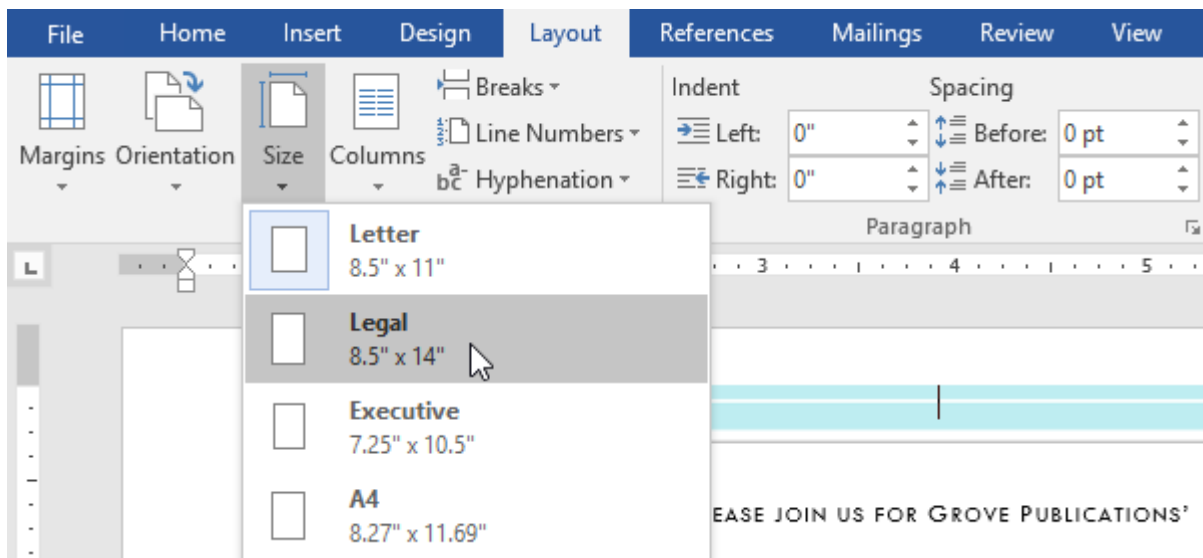 File Home Insert Design Layout References Mailings Review View
Breaks Indent Spacing
Line Numbers Left: 0" Before: 0 pt
Margins Orientation Size Columns
Hyphenation Right: 0" After: 0 pt
Paragraph
Letter
8.5" x 11"
L 3 4 5
Legal
8.5" x 14"
Executive
7.25" x 10.5"
A4
8.27" x 11.69"
EASE JOIN US FOR GROVE PUBLICATIONS'